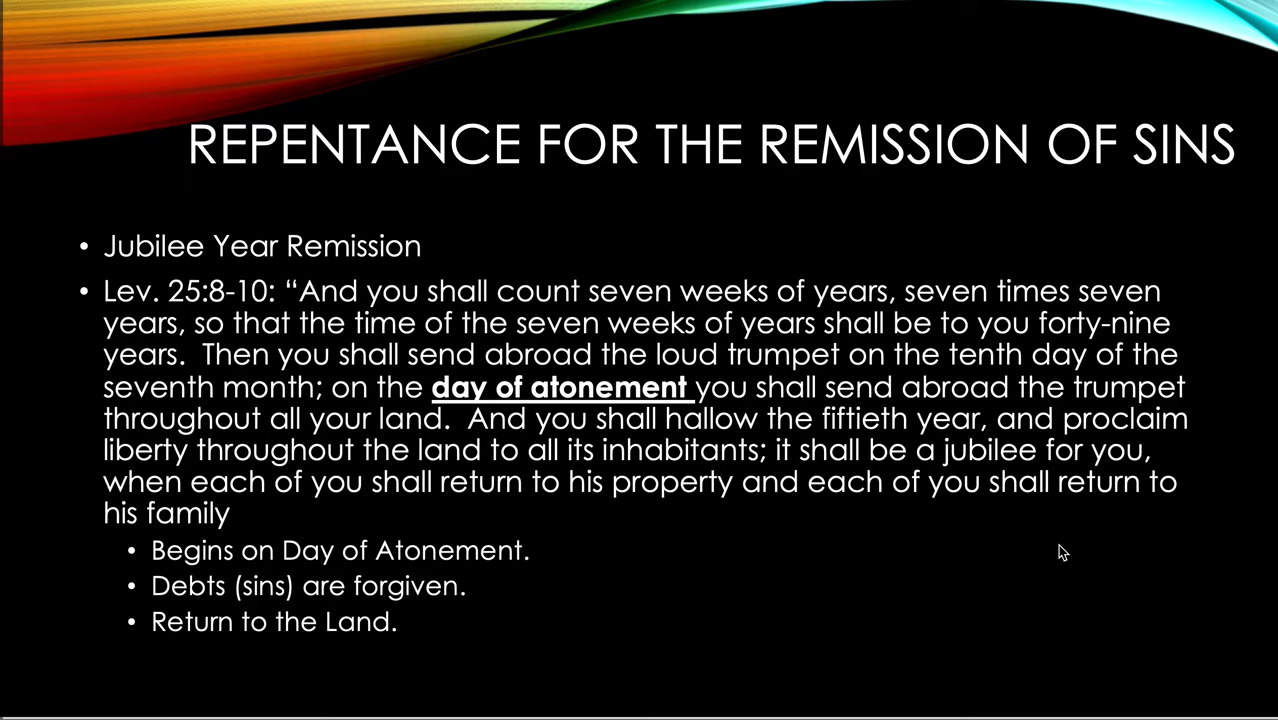 REPENTANCE FOR THE REMISSION OF SINS
• Jubilee Year Remission
• Lev. 25:8-10: “And you shall count seven weeks of years, seven times seven
years, so that the time of the seven weeks of years shall be to you forty-nine
years.  Then you shall send abroad the loud trumpet on the tenth day of the
seventh month; on the day of atonement you shall send abroad the trumpet
throughout all your land.  And you shall hallow the fiftieth year, and proclaim
liberty throughout the land to all its inhabitants; it shall be a jubilee for you,
when each of you shall return to his property and each of you shall return to
his family
• Begins on Day of Atonement.
• Debts (sins) are forgiven.
• Return to the Land.